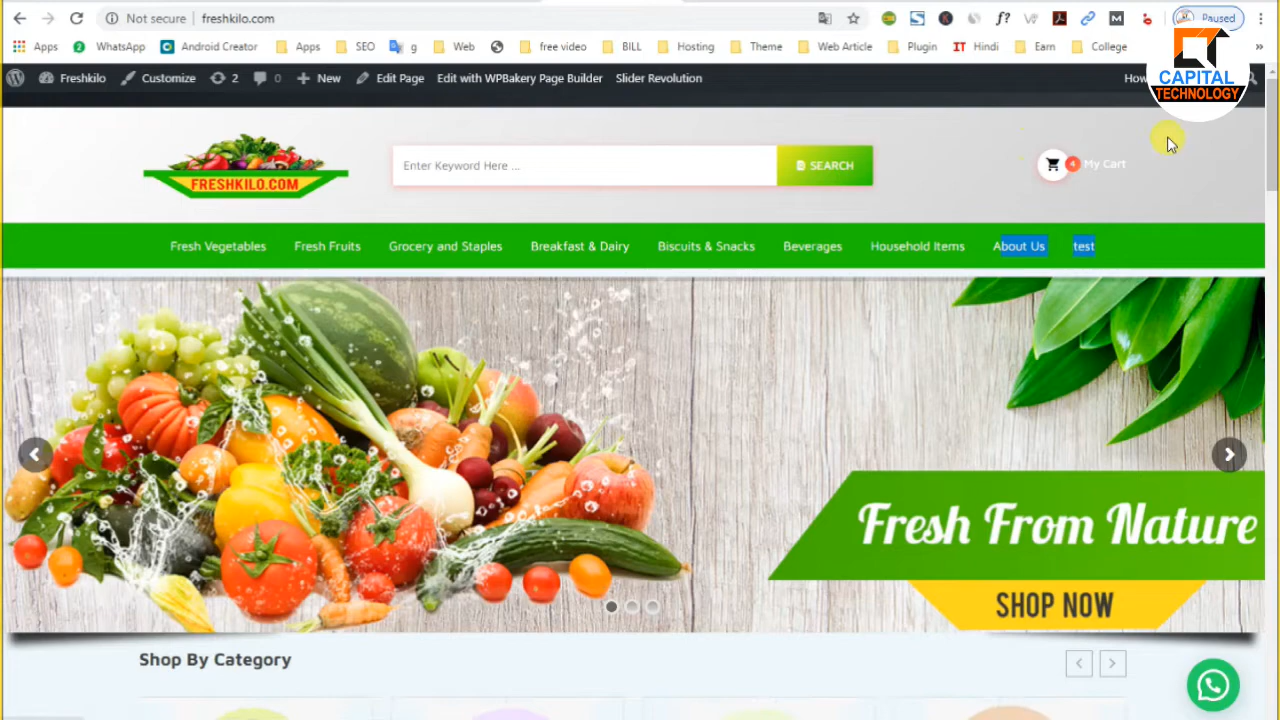 Not secure | freshkilo.com
Paused
Apps WhatsApp Android Creator Apps SEO g Web free video BILL Hosting Theme Web Article Plugin IT Hindi Earn College »
Freshkilo Customize 2 0 New Edit Page Edit with WPBakery Page Builder Slider Revolution How
CAPITAL
TECHNOLOGY
FRESHKILO.COM
Enter Keyword Here ...
SEARCH
4 My Cart
Fresh Vegetables Fresh Fruits Grocery and Staples Breakfast & Dairy Biscuits & Snacks Beverages Household Items About Us test
Fresh From Nature
SHOP NOW
Shop By Category